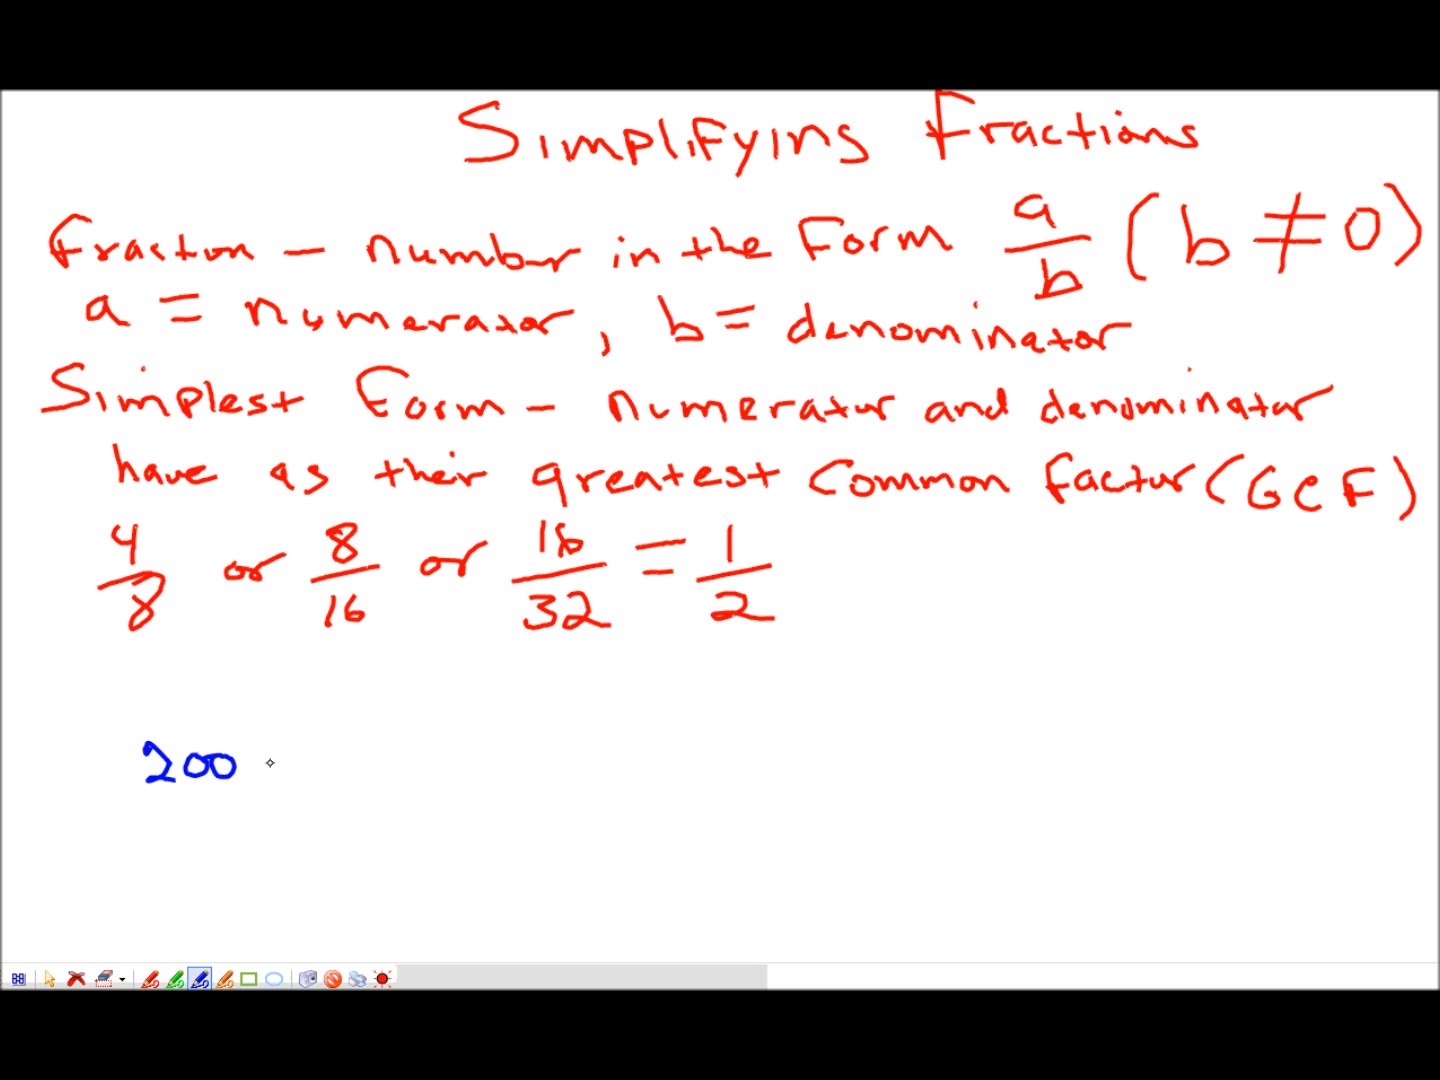 Simplifying Fractions
Fracton - number in the Form a/b (b ≠ 0)
a = numerator, b = denominator
Simplest Form - numerator and denominator
have as their greatest common factor (GCF)
4/8 or 8/16 or 16/32 = 1/2
200